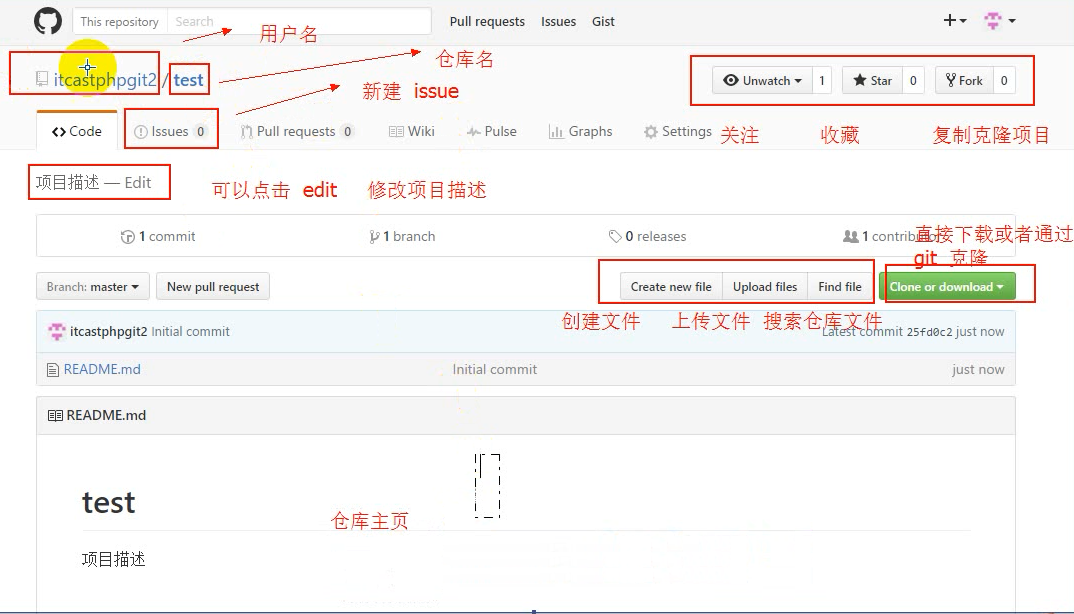 This repository Search Pull requests Issues Gist
用户名
itcastphpgit2 / test
仓库名
Unwatch 1 Star 0 Fork 0
新建 issue
Code Issues 0 Pull requests 0 Wiki Pulse Graphs Settings
关注 收藏 复制克隆项目
项目描述 — Edit
可以点击 edit 修改项目描述
1 commit 1 branch 0 releases 1
直接下载或者通过
git 克隆
Branch: master New pull request Create new file Upload files Find file Clone or download
创建文件 上传文件 搜索仓库文件
itcastphpgit2 Initial commit Latest commit 25fd0c2 just now
README.md Initial commit just now
README.md
test
仓库主页
项目描述